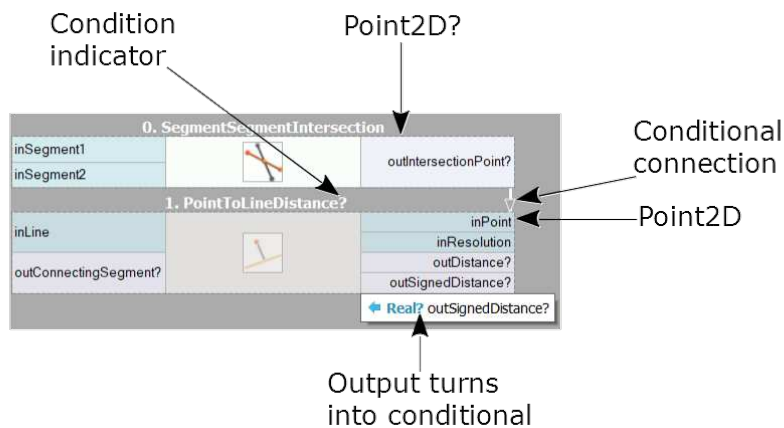 Condition
indicator
Point2D?
0. SegmentSegmentIntersection
inSegment1
inSegment2
outIntersectionPoint?
Conditional
connection
1. PointToLineDistance?
inLine
outConnectingSegment?
inPoint
inResolution
outDistance?
outSignedDistance?
Point2D
Real? outSignedDistance?
Output turns
into conditional